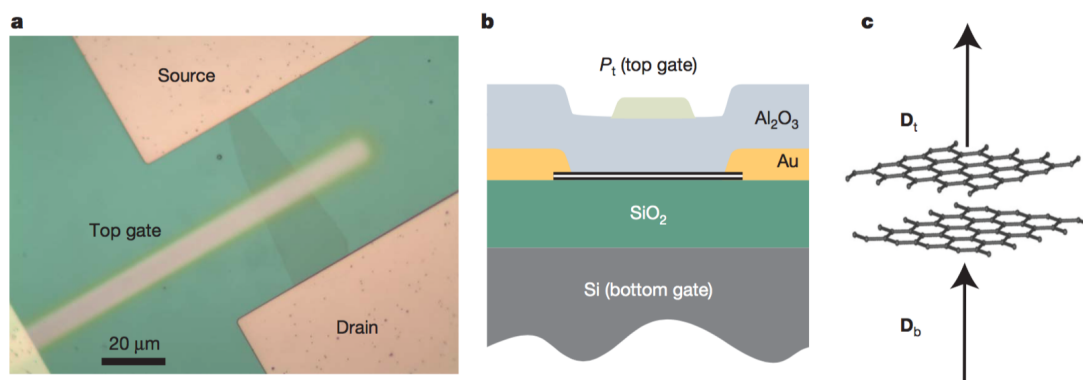 a
Source
Top gate
20 μm
Drain
b
Pt (top gate)
Al2O3
Au
SiO2
Si (bottom gate)
c
Dt
Db